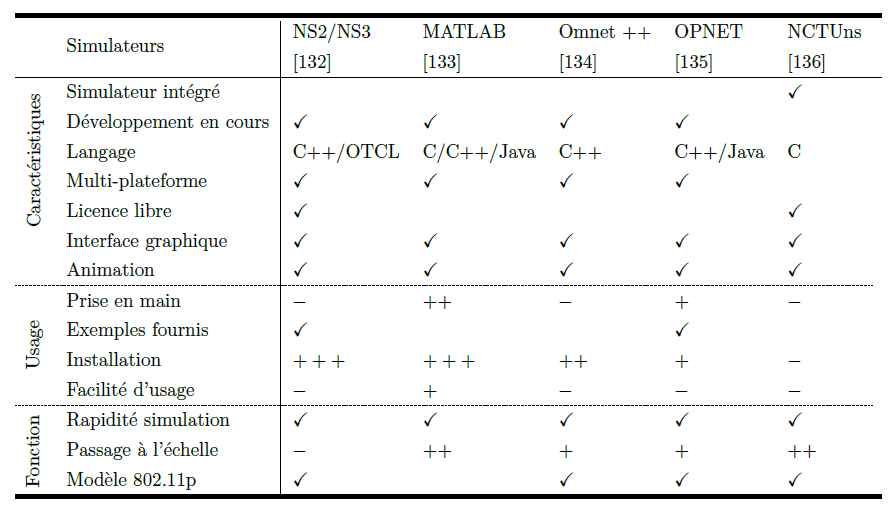 Simulateurs NS2/NS3 MATLAB Omnet ++ OPNET NCTUns
[132] [133] [134] [135] [136]
Caractéristiques
Simulateur intégré ✓
Développement en cours ✓ ✓ ✓ ✓
Langage C++/OTCL C/C++/Java C++ C++/Java C
Multi-plateforme ✓ ✓ ✓ ✓
Licence libre ✓ ✓
Interface graphique ✓ ✓ ✓ ✓ ✓
Animation ✓ ✓ ✓ ✓ ✓
Usage
Prise en main − ++ − + −
Exemples fournis ✓ ✓
Installation + + + + + + ++ + −
Facilité d'usage − + − − −
Fonction
Rapidité simulation ✓ ✓ ✓ ✓ ✓
Passage à l'échelle − ++ + + ++
Modèle 802.11p ✓ ✓ ✓ ✓